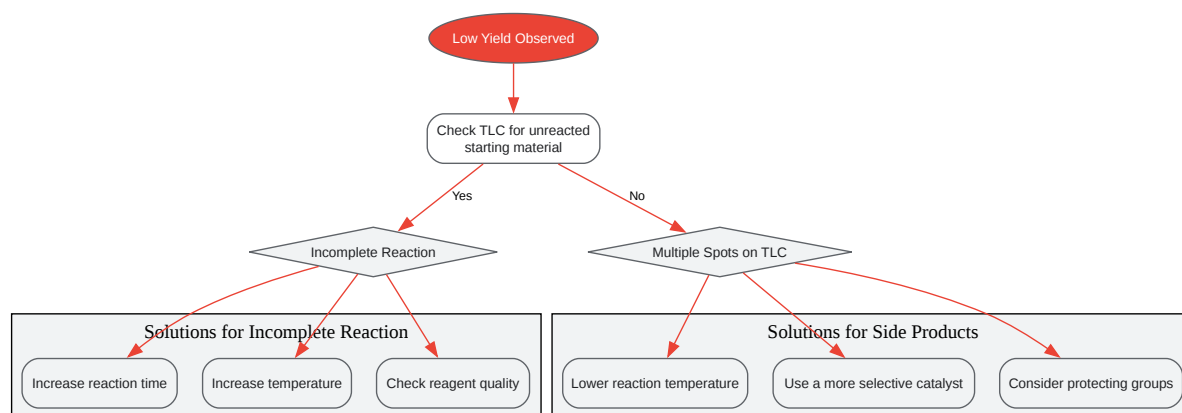 Low Yield Observed
Check TLC for unreacted
starting material
Yes
No
Incomplete Reaction
Multiple Spots on TLC
Solutions for Incomplete Reaction
Solutions for Side Products
Increase reaction time
Increase temperature
Check reagent quality
Lower reaction temperature
Use a more selective catalyst
Consider protecting groups